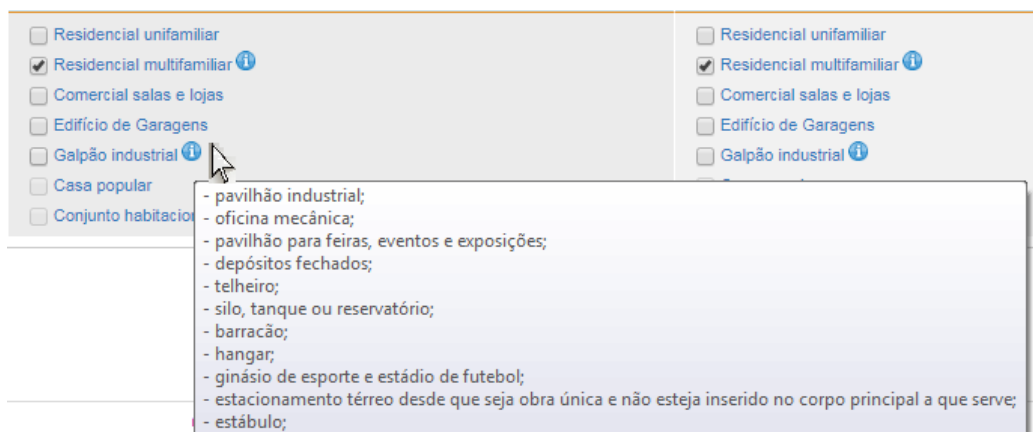 Residencial unifamiliar
Residencial multifamiliar
Comercial salas e lojas
Edifício de Garagens
Galpão industrial
Casa popular
Conjunto
Residencial unifamiliar
Residencial multifamiliar
Comercial salas e lojas
Edifício de Garagens
Galpão industrial
- pavilhão industrial;
- oficina mecânica;
- pavilhão para feiras, eventos e exposições;
- depósitos fechados;
- telheiro;
- silo, tanque ou reservatório;
- barracão;
- hangar;
- ginásio de esporte e estádio de futebol;
- estacionamento térreo desde que seja obra única e não esteja inserido no corpo principal a que serve;
- estábulo;